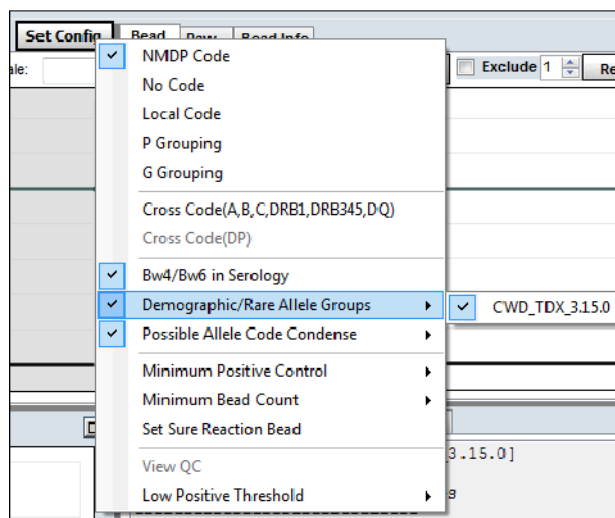 Set Config Bead Raw Bead Info
ale:
Exclude 1 Re
NMDP Code
No Code
Local Code
P Grouping
G Grouping
Cross Code(A,B,C,DRB1,DRB345,DQ)
Cross Code(DP)
Bw4/Bw6 in Serology
Demographic/Rare Allele Groups
CWD_TDX_3.15.0
Possible Allele Code Condense
Minimum Positive Control
Minimum Bead Count
Set Sure Reaction Bead
3.15.0]
View QC
Low Positive Threshold
s